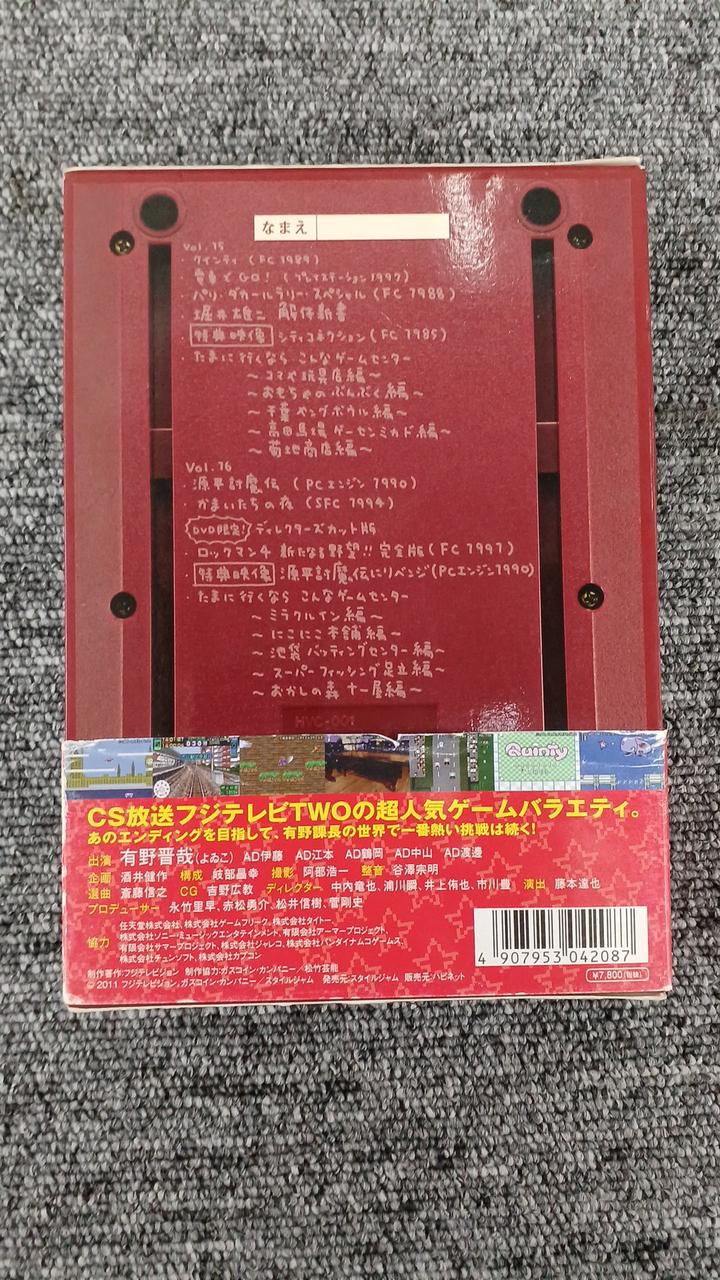 なまえ
Vol. 15
・クインティ (FC 1989)
・電車でGO! (プレイステーション 1997)
・パリ・ダカールラリー・スペシャル (FC 1988)
・堀井雄二 解体新書
・特典映像 シティコネクション (FC 1985)
・たまに行くなら こんなゲームセンター
～コマや玩具店編～
～おもちゃのぶんぶく編～
～千葉ヤングボウル編～
～高田馬場 ゲーセンミカド編～
～菊地商店編～
Vol. 16
・源平討魔伝 (PCエンジン 1990)
・かまいたちの夜 (SFC 1994)
DVD限定! ディレクターズカット版
・ロックマン4 新たなる野望!! 完全版 (FC 1991)
・特典映像 源平討魔伝にリベンジ (PCエンジン1990)
・たまに行くなら こんなゲームセンター
～ミラクルイン編～
～にこにこ本舗編～
～池袋 バッティングセンター編～
～スーパーフィッシング足立編～
～おかしの森 十一屋編～
HVC-001
Quinty
CS放送フジテレビTWOの超人気ゲームバラエティ。
あのエンディングを目指して、有野課長の世界で一番熱い挑戦は続く!
出演 有野晋哉(よゐこ) AD伊藤 AD江本 AD鶴岡 AD中山 AD渡邊
企画 酒井健作 構成 岐部昌幸 撮影 阿部浩一 整音 谷澤宗明
選曲 斎藤信之 CG 吉野広教 ディレクター 中内竜也、浦川瞬、井上侑也、市川豊 演出 藤本達也
プロデューサー 永竹里早、赤松勇介、松井信樹、菅剛史
協力 任天堂株式会社、株式会社ゲームフリーク、株式会社タイトー、
株式会社ソニー・ミュージックエンタテインメント、有限会社アーマープロジェクト、
有限会社サマープロジェクト、株式会社ジャレコ、株式会社バンダイナムコゲームス、
株式会社チュンソフト、株式会社カプコン
制作著作:フジテレビジョン 制作協力:ガスコイン・カンパニー/松竹芸能
© 2011 フジテレビジョン、ガスコイン・カンパニー/スタイルジャム 発売元:スタイルジャム 販売元:ハピネット
4 907953 042087
¥7,800(税抜)